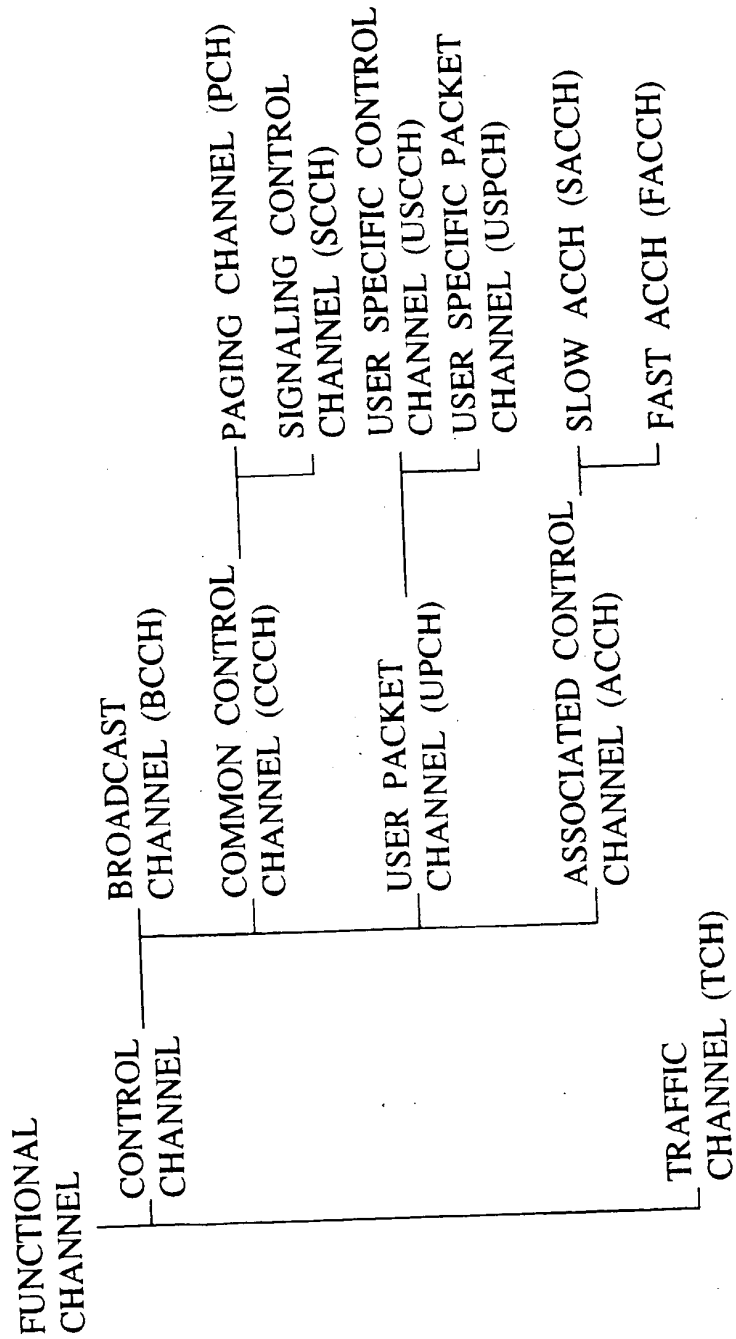 FUNCTIONAL
CHANNEL
CONTROL
CHANNEL
BROADCAST
CHANNEL (BCCH)
COMMON CONTROL
CHANNEL (CCCH)
PAGING CHANNEL (PCH)
SIGNALING CONTROL
CHANNEL (SCCH)
USER PACKET
CHANNEL (UPCH)
USER SPECIFIC CONTROL
CHANNEL (USCCH)
USER SPECIFIC PACKET
CHANNEL (USPCH)
ASSOCIATED CONTROL
CHANNEL (ACCH)
SLOW ACCH (SACCH)
FAST ACCH (FACCH)
TRAFFIC
CHANNEL (TCH)